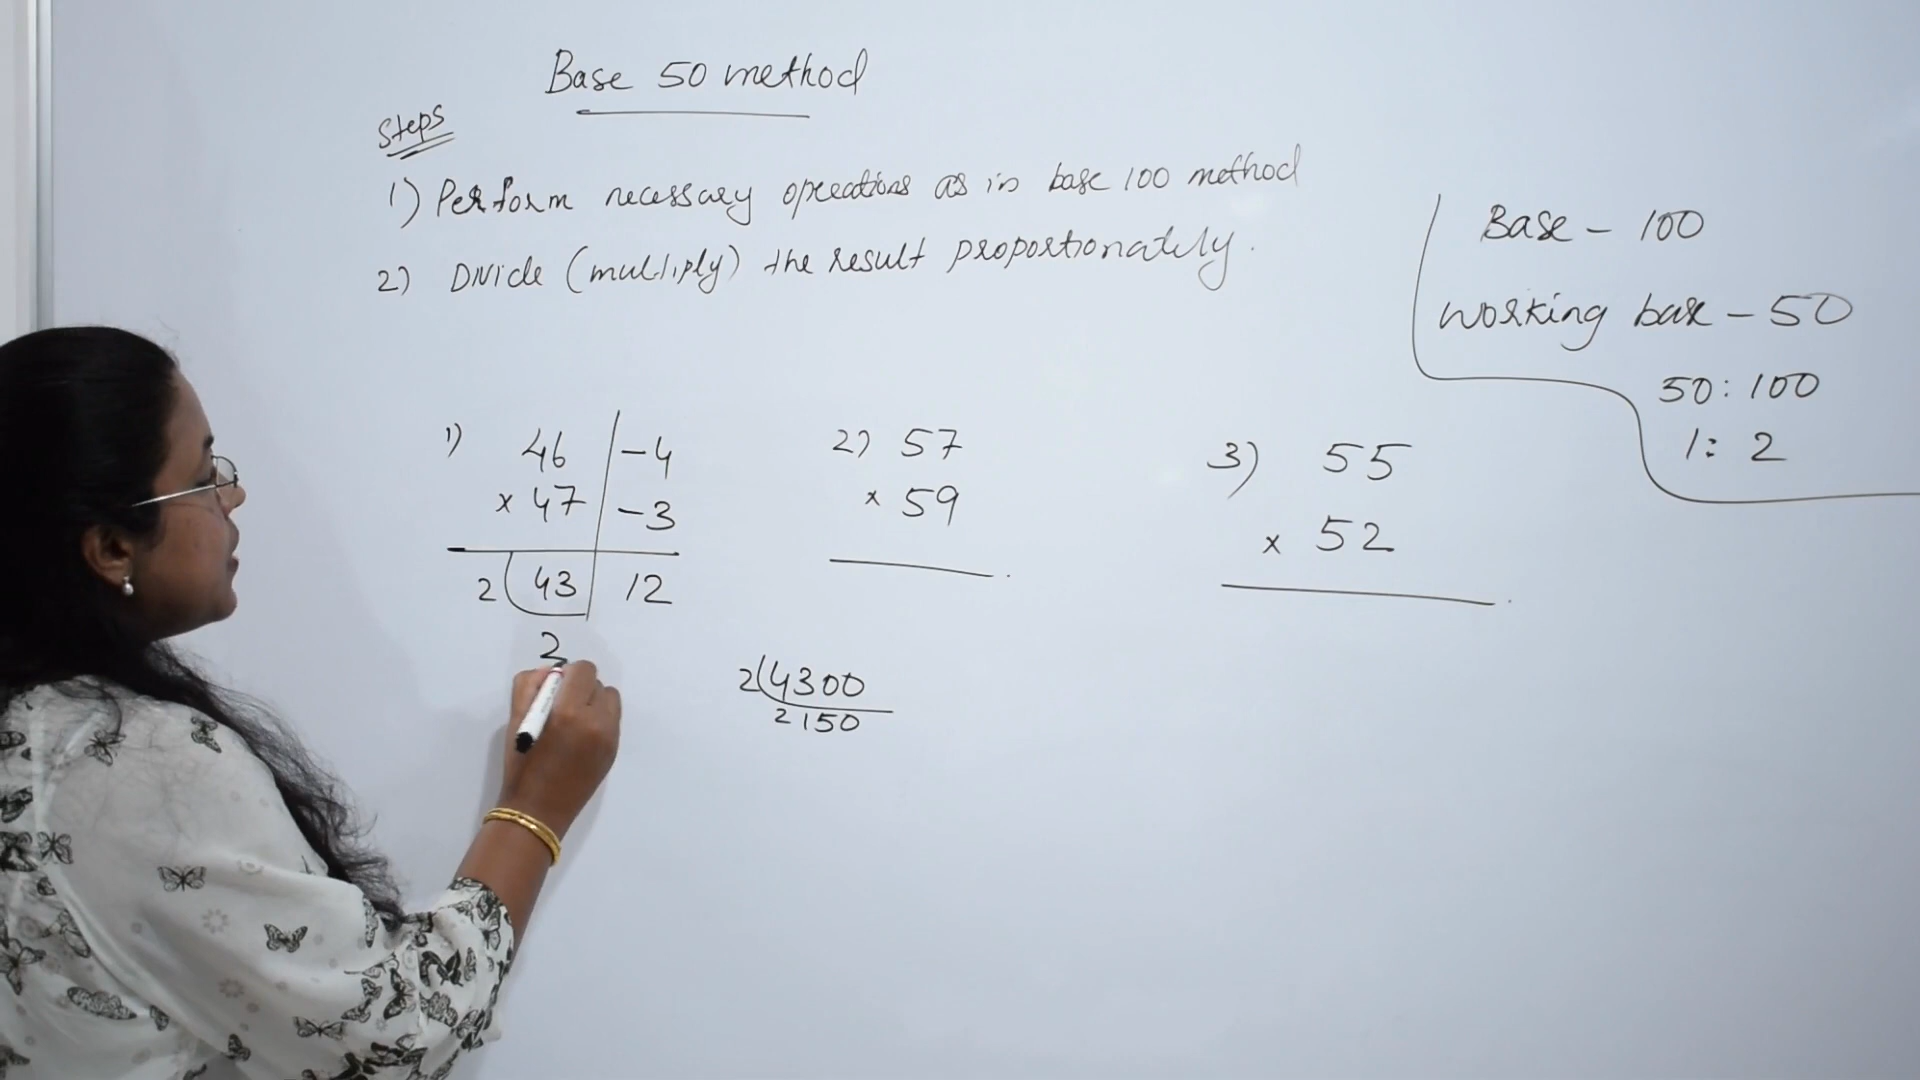 Base 50 method
Steps
1) Perform necessary operations as in base 100 method
2) Divide (multiply) the result proportionately.
Base - 100
working base - 50
50 : 100
1 : 2
1) 46 | -4
x 47 | -3
2 ( 43 | 12
2
2) 57
x 59
3) 55
x 52
2 ( 4300
2150